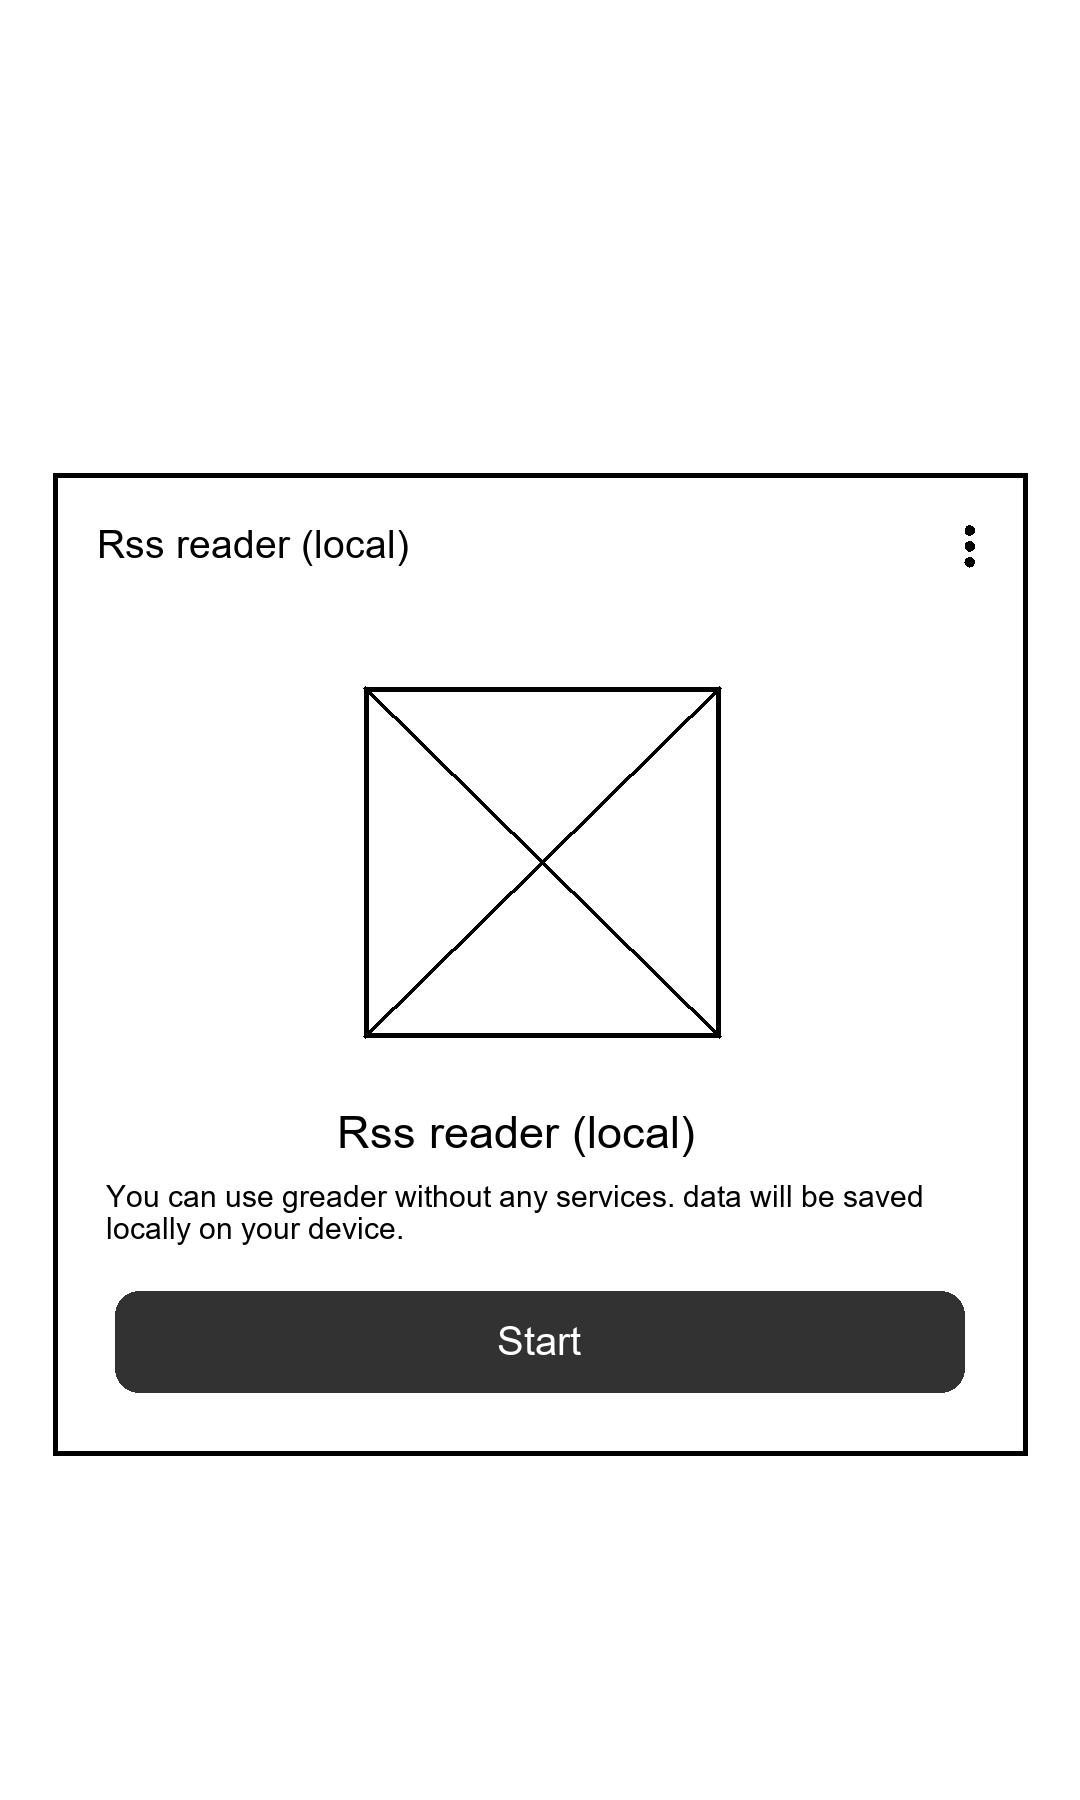 Rss reader (local)
Rss reader (local)
You can use greader without any services. data will be saved
locally on your device.
Start